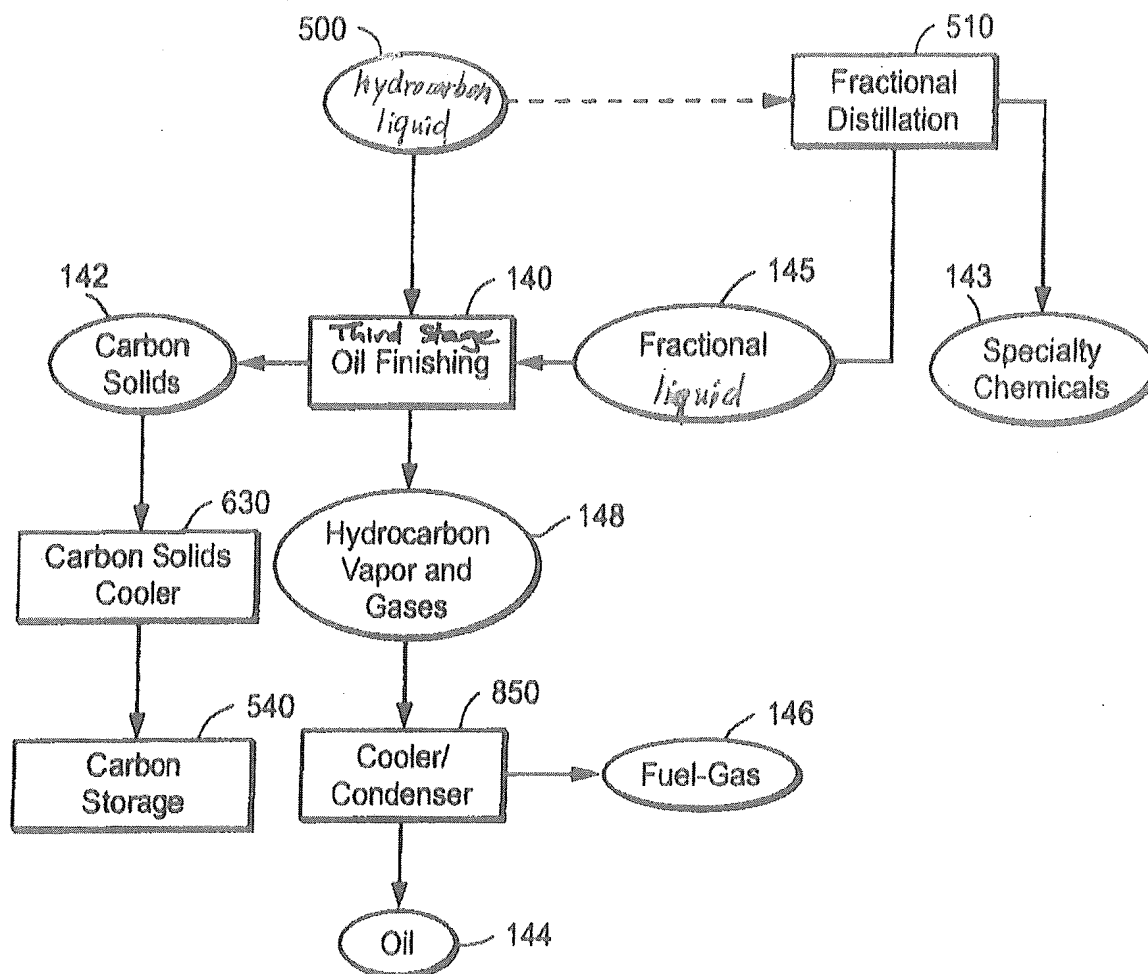 500
hydrocarbon
liquid
510
Fractional
Distillation
142
Carbon
Solids
140
Third Stage
Oil Finishing
145
Fractional
liquid
143
Specialty
Chemicals
630
Carbon Solids
Cooler
148
Hydrocarbon
Vapor and
Gases
540
Carbon
Storage
850
Cooler/
Condenser
146
Fuel-Gas
Oil
144